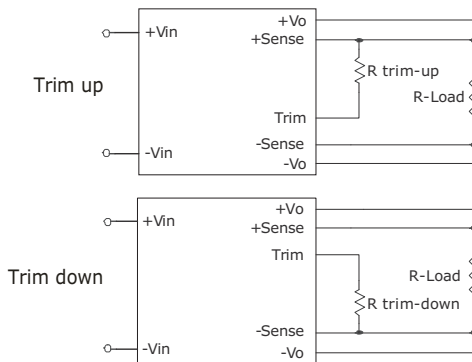 +Vo
+Vin
+Sense
R trim-up
Trim up
R-Load
Trim
-Sense
-Vin
-Vo
+Vo
+Vin
+Sense
Trim
Trim down
R-Load
R trim-down
-Sense
-Vin
-Vo